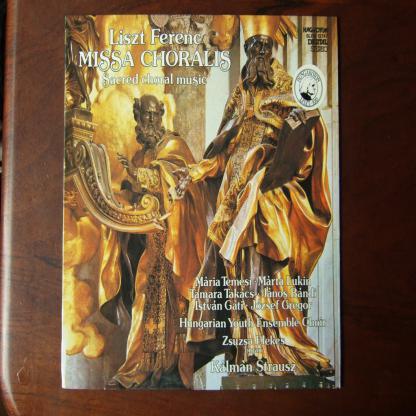 Liszt Ferenc
MISSA CHORALIS
Sacred choral music
Mária Temesi · Márta Lukin
Tamara Takács · János Bándi
István Gáti · József Gregor
Hungarian Youth Ensemble Choir
Zsuzsa Elekes
Kálmán Strausz